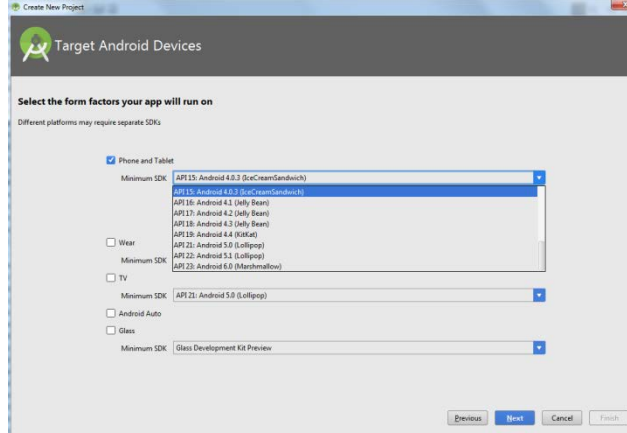 Create New Project
Target Android Devices
Select the form factors your app will run on
Different platforms may require separate SDKs
Phone and Tablet
Minimum SDK API 15: Android 4.0.3 (IceCreamSandwich)
API 15: Android 4.0.3 (IceCreamSandwich)
API 16: Android 4.1 (Jelly Bean)
API 17: Android 4.2 (Jelly Bean)
API 18: Android 4.3 (Jelly Bean)
API 19: Android 4.4 (KitKat)
API 21: Android 5.0 (Lollipop)
API 22: Android 5.1 (Lollipop)
API 23: Android 6.0 (Marshmallow)
Wear
Minimum SDK
TV
Minimum SDK API 21: Android 5.0 (Lollipop)
Android Auto
Glass
Minimum SDK Glass Development Kit Preview
Previous Next Cancel Finish